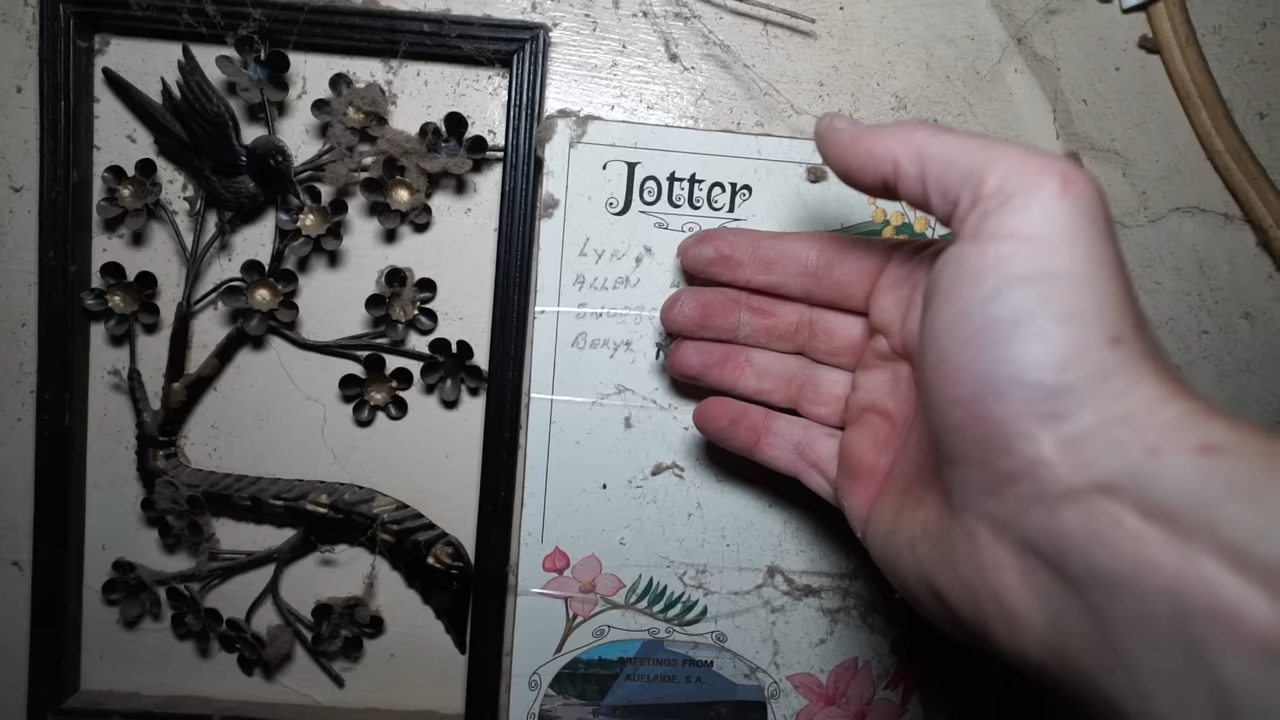 Jotter
LYN
ALLEN
BERYL
GREETINGS FROM
ADELAIDE, S.A.